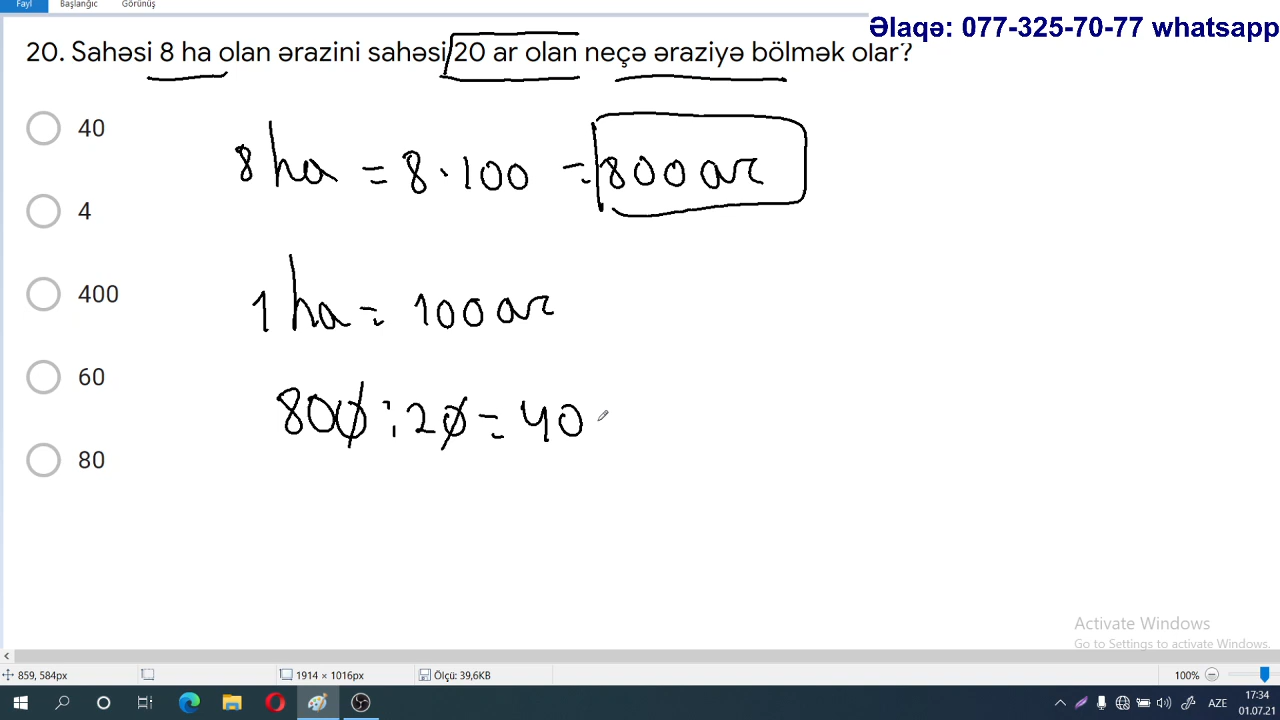 Fayl Başlanğıc Görünüş
Əlaqə: 077-325-70-77 whatsapp
20. Sahəsi 8 ha olan ərazini sahəsi 20 ar olan neçə əraziyə bölmək olar?
40
8 ha = 8 · 100 = 800 ar
4
400
1 ha = 100 ar
60
800 : 20 = 40
80
Activate Windows
Go to Settings to activate Windows.
859, 584px 1914 × 1016px Ölçü: 39,6KB 100%
AZE 17:34
01.07.21